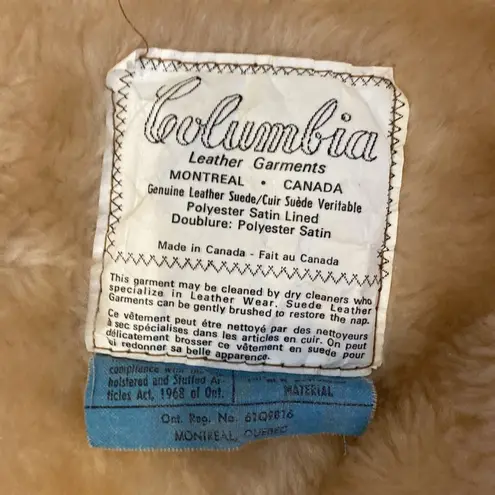 Columbia
Leather Garments
MONTREAL • CANADA
Genuine Leather Suede/Cuir Suède Veritable
Polyester Satin Lined
Doublure: Polyester Satin
Made in Canada - Fait au Canada
This garment may be cleaned by dry cleaners who
specialize in Leather Wear. Suede Leather
Garments can be gently brushed to restore the nap.
Ce vêtement peut être nettoyé par des nettoyeurs
à sec spécialisés dans les articles en cuir. On peut
délicatement brosser ce vêtement en suede pour
lui redonner sa belle apparence.
compliance with the
holstered and Stuffed Ar-
ticles Act, 1968 of Ont.
MATERIAL
Ont. Reg. No.
MONTREAL, QUEBEC